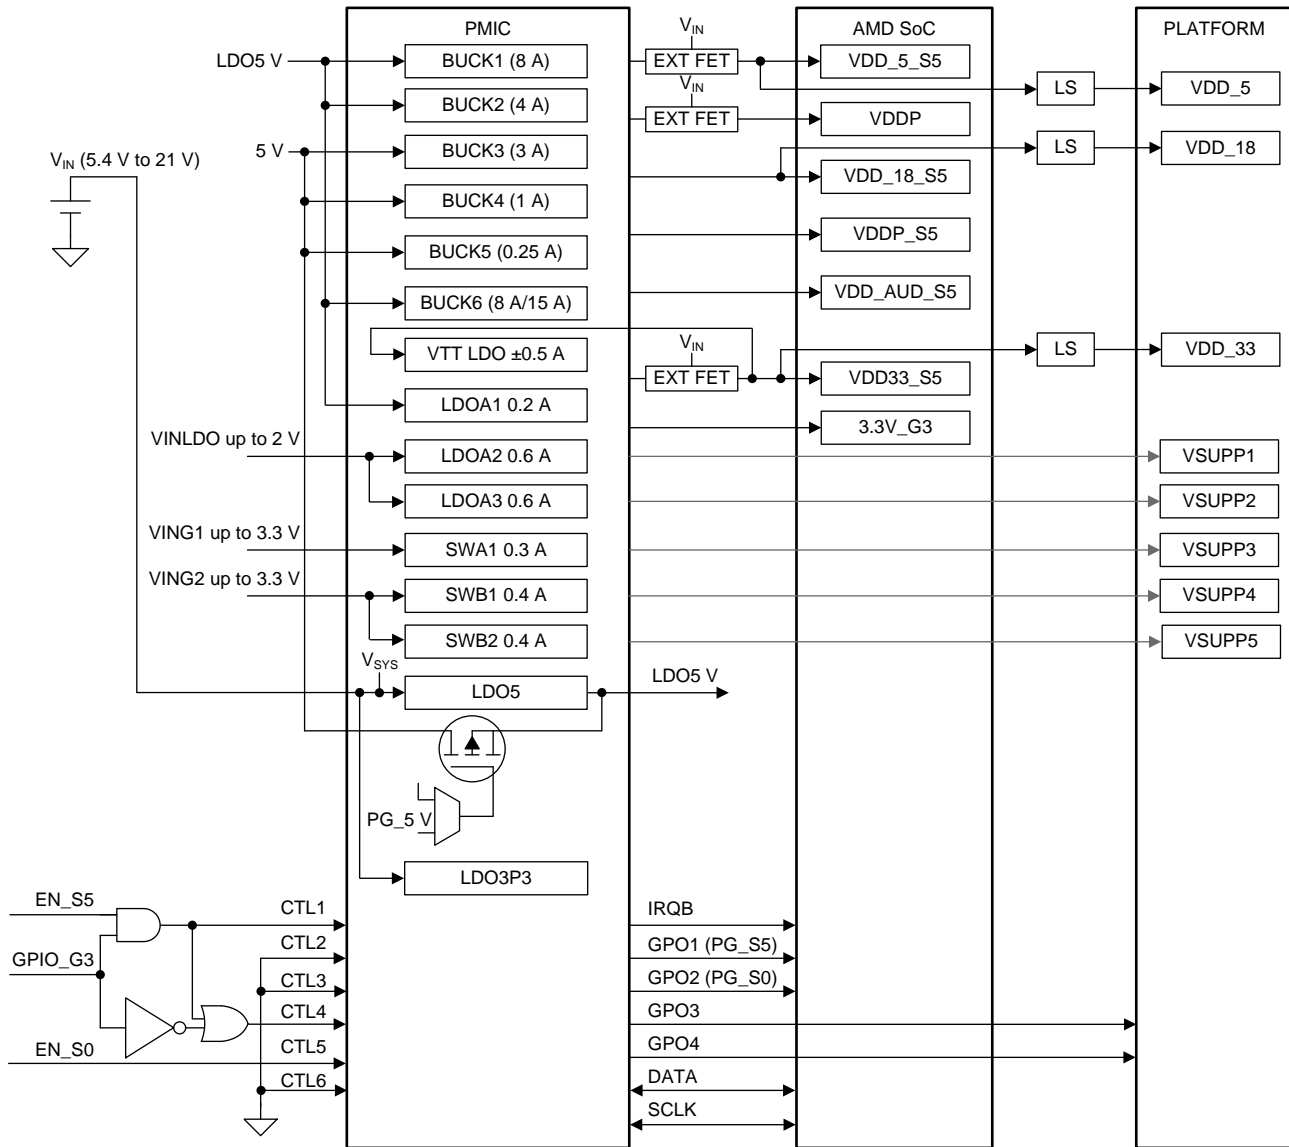 PMIC
AMD SoC
PLATFORM
LDO5 V
BUCK1 (8 A)
VIN
EXT FET
VDD_5_S5
LS
VDD_5
BUCK2 (4 A)
VIN
EXT FET
VDDP
5 V
BUCK3 (3 A)
LS
VDD_18
VIN (5.4 V to 21 V)
VDD_18_S5
BUCK4 (1 A)
VDDP_S5
BUCK5 (0.25 A)
VDD_AUD_S5
BUCK6 (8 A/15 A)
VTT LDO ±0.5 A
VIN
EXT FET
VDD33_S5
LS
VDD_33
LDOA1 0.2 A
3.3V_G3
VINLDO up to 2 V
LDOA2 0.6 A
VSUPP1
LDOA3 0.6 A
VSUPP2
VING1 up to 3.3 V
SWA1 0.3 A
VSUPP3
VING2 up to 3.3 V
SWB1 0.4 A
VSUPP4
SWB2 0.4 A
VSUPP5
VSYS
LDO5
LDO5 V
PG_5 V
LDO3P3
EN_S5
CTL1
IRQB
CTL2
GPO1 (PG_S5)
GPIO_G3
CTL3
GPO2 (PG_S0)
CTL4
GPO3
EN_S0
CTL5
GPO4
CTL6
DATA
SCLK